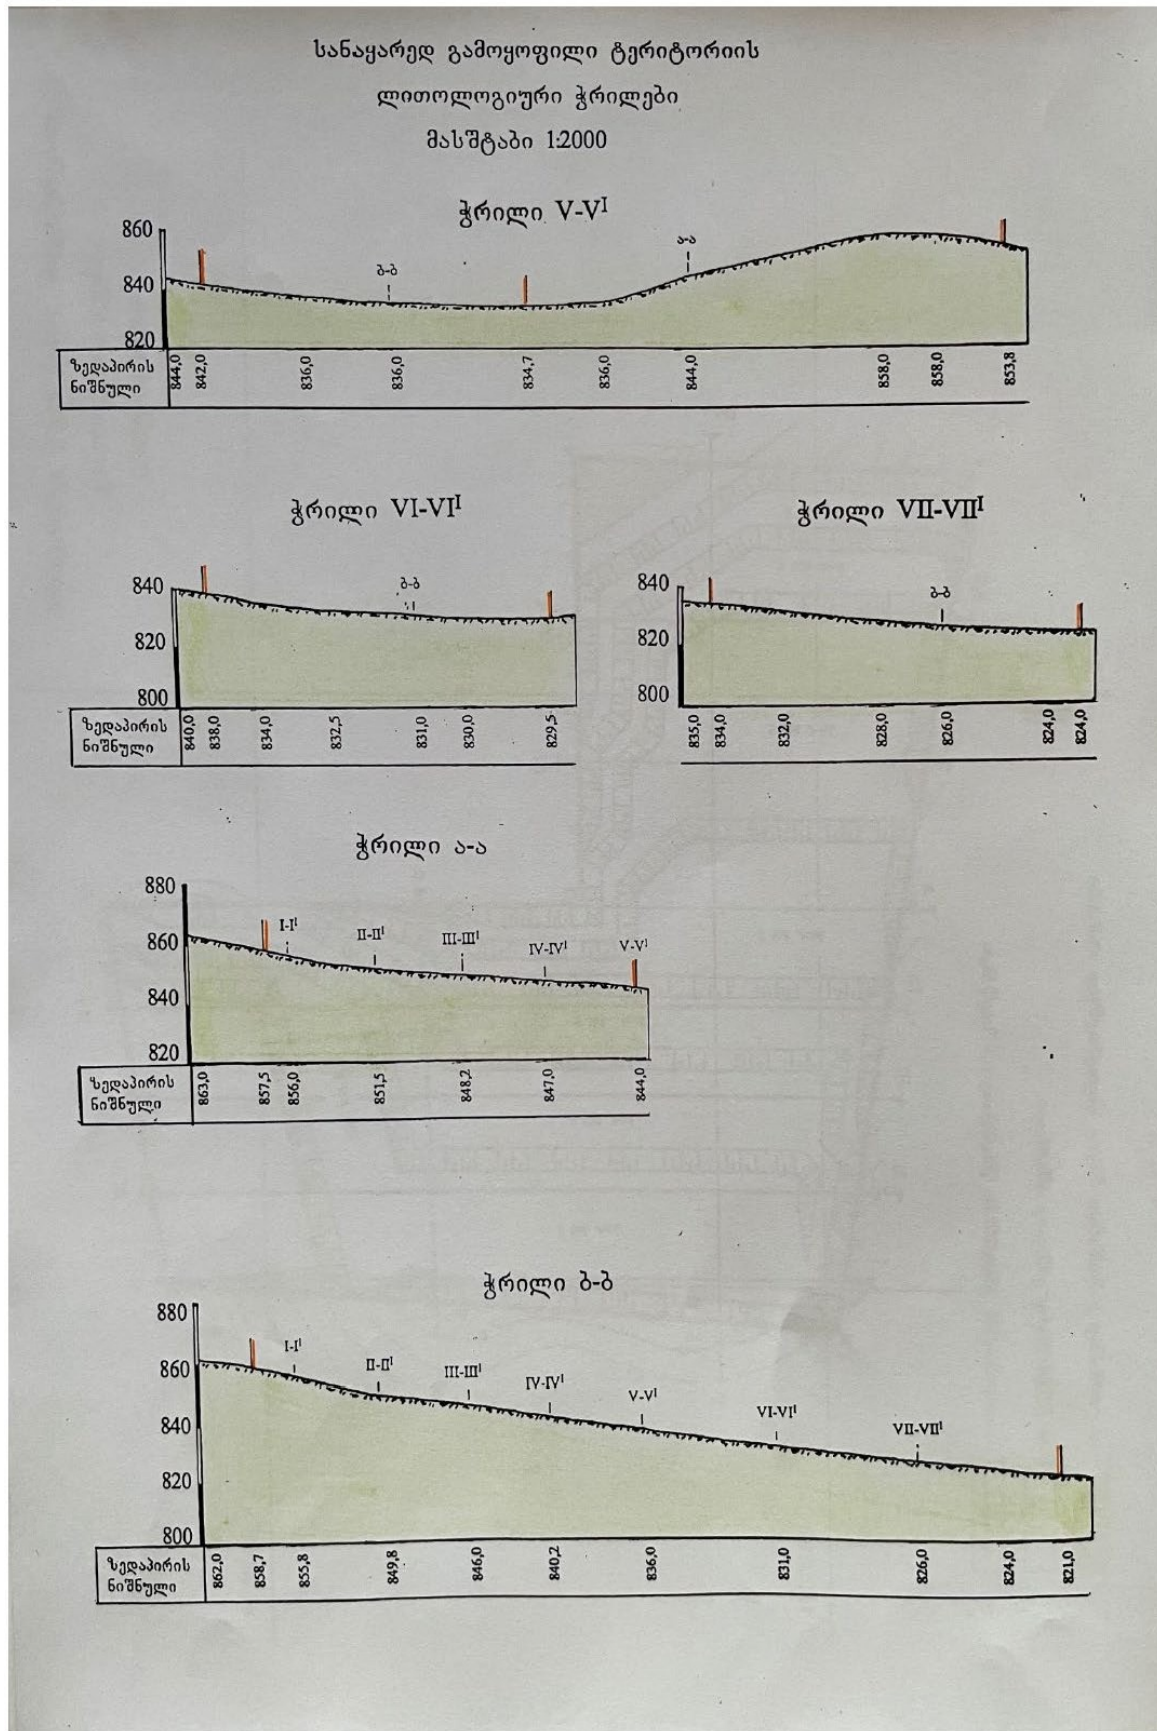 სანაყარედ გამოყოფილი ტერიტორიის
ლითოლოგიური ჭრილები
მასშტაბი 1:2000
ჭრილი V-V^I
860
840
820
ბ-ბ
ა-ა
ზედაპირის
ნიშნული
844,0 842,0 836,0 836,0 834,7 836,0 844,0 858,0 858,0 853,8
ჭრილი VI-VI^I
840
820
800
ბ-ბ
ზედაპირის
ნიშნული
840,0 838,0 834,0 832,5 831,0 830,0 829,5
ჭრილი VII-VII^I
840
820
800
ბ-ბ
835,0 834,0 832,0 828,0 826,0 824,0 824,0
ჭრილი ა-ა
880
860
840
820
I-I^I II-II^I III-III^I IV-IV^I V-V^I
ზედაპირის
ნიშნული
863,0 857,5 856,0 851,5 848,2 847,0 844,0
ჭრილი ბ-ბ
880
860
840
820
800
I-I^I II-II^I III-III^I IV-IV^I V-V^I VI-VI^I VII-VII^I
ზედაპირის
ნიშნული
862,0 858,7 855,8 849,8 846,0 840,2 836,0 831,0 826,0 824,0 821,0